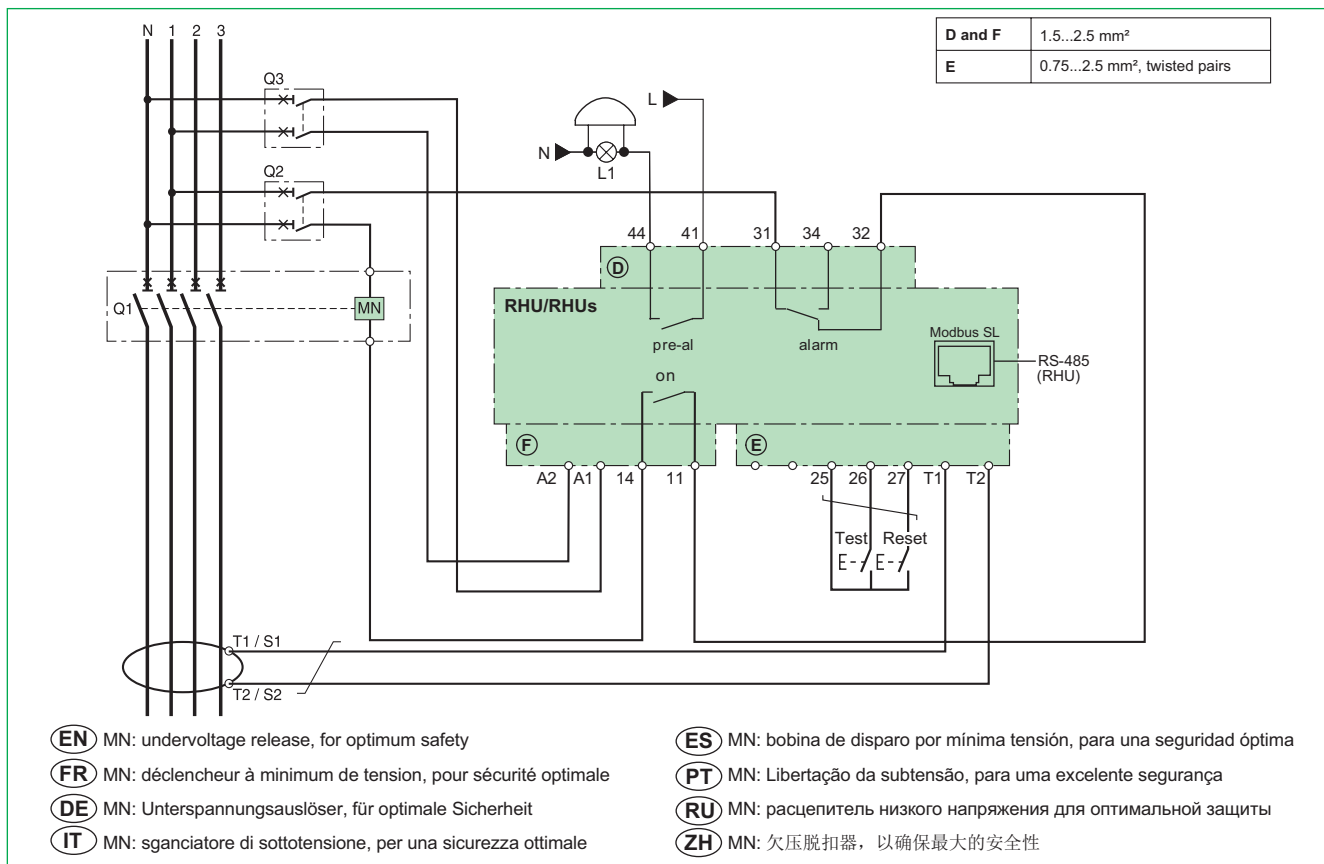 N 1 2 3
D and F 1.5...2.5 mm²
E 0.75...2.5 mm², twisted pairs
Q3
L
N
L1
Q2
44 41 31 34 32
D
Q1
MN
RHU/RHUs
Modbus SL
pre-al alarm
RS-485
(RHU)
on
F E
A2 A1 14 11 25 26 27 T1 T2
Test Reset
T1 / S1
T2 / S2
EN MN: undervoltage release, for optimum safety
FR MN: déclencheur à minimum de tension, pour sécurité optimale
DE MN: Unterspannungsauslöser, für optimale Sicherheit
IT MN: sganciatore di sottotensione, per una sicurezza ottimale
ES MN: bobina de disparo por mínima tensión, para una seguridad óptima
PT MN: Libertação da subtensão, para uma excelente segurança
RU MN: расцепитель низкого напряжения для оптимальной защиты
ZH MN: 欠压脱扣器，以确保最大的安全性